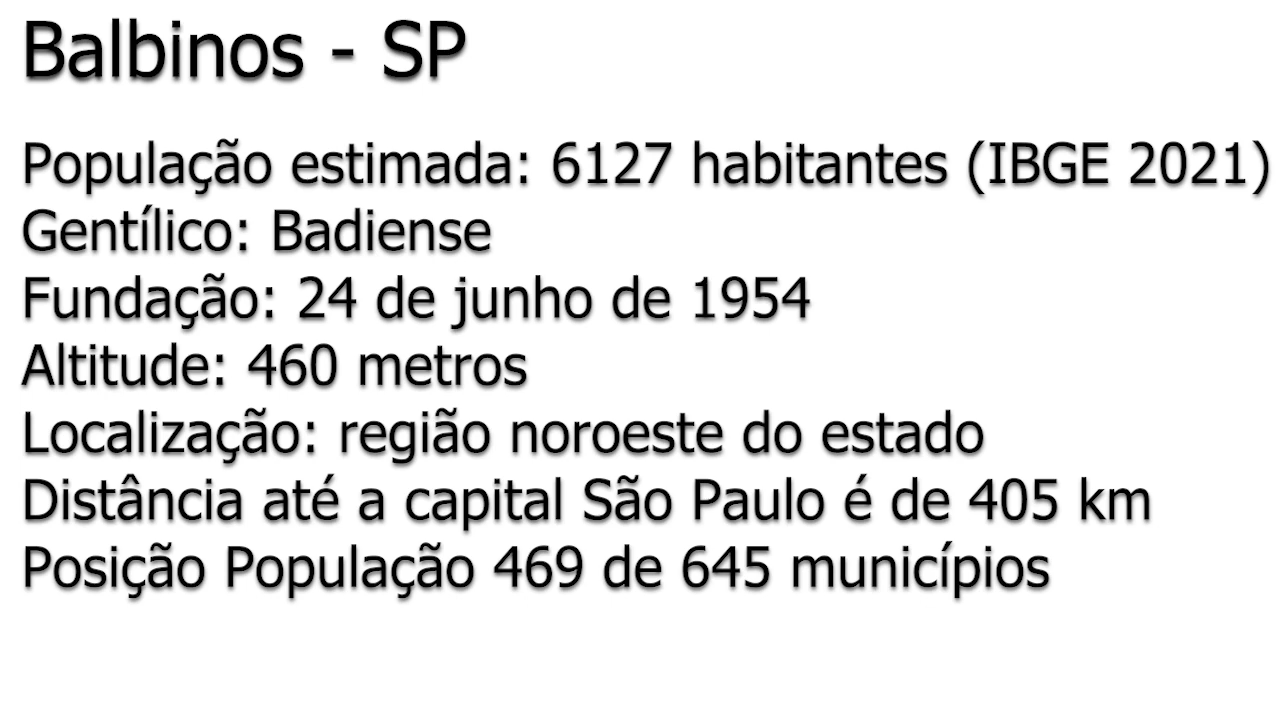 Balbinos - SP
População estimada: 6127 habitantes (IBGE 2021)
Gentílico: Badiense
Fundação: 24 de junho de 1954
Altitude: 460 metros
Localização: região noroeste do estado
Distância até a capital São Paulo é de 405 km
Posição População 469 de 645 municípios